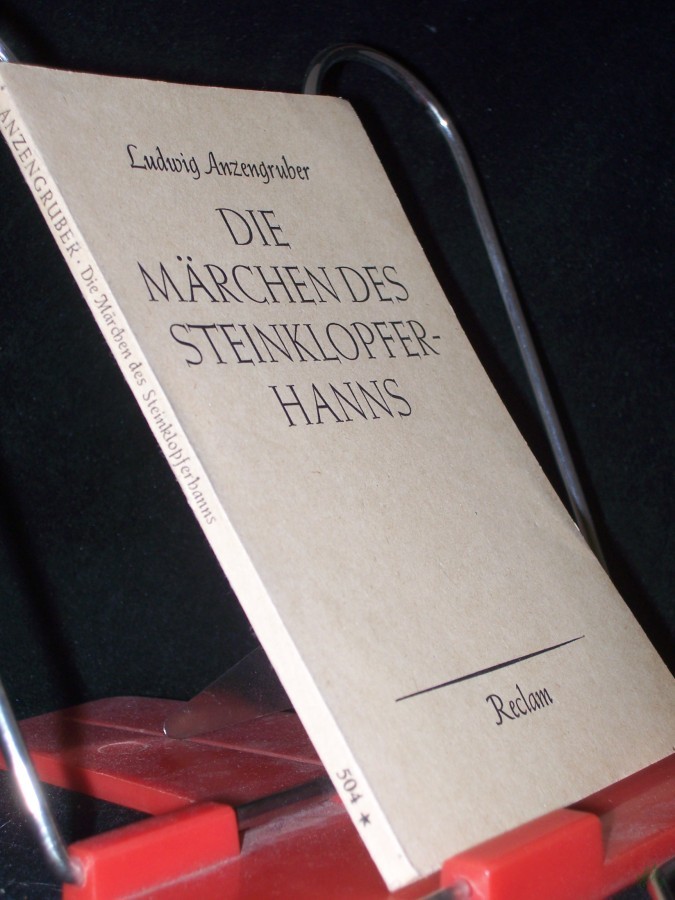 Ludwig Anzengruber
DIE
MÄRCHEN DES
STEINKLOPFER-
HANNS
Reclam
ANZENGRUBER · Die Märchen des Steinklopferhanns
504 *